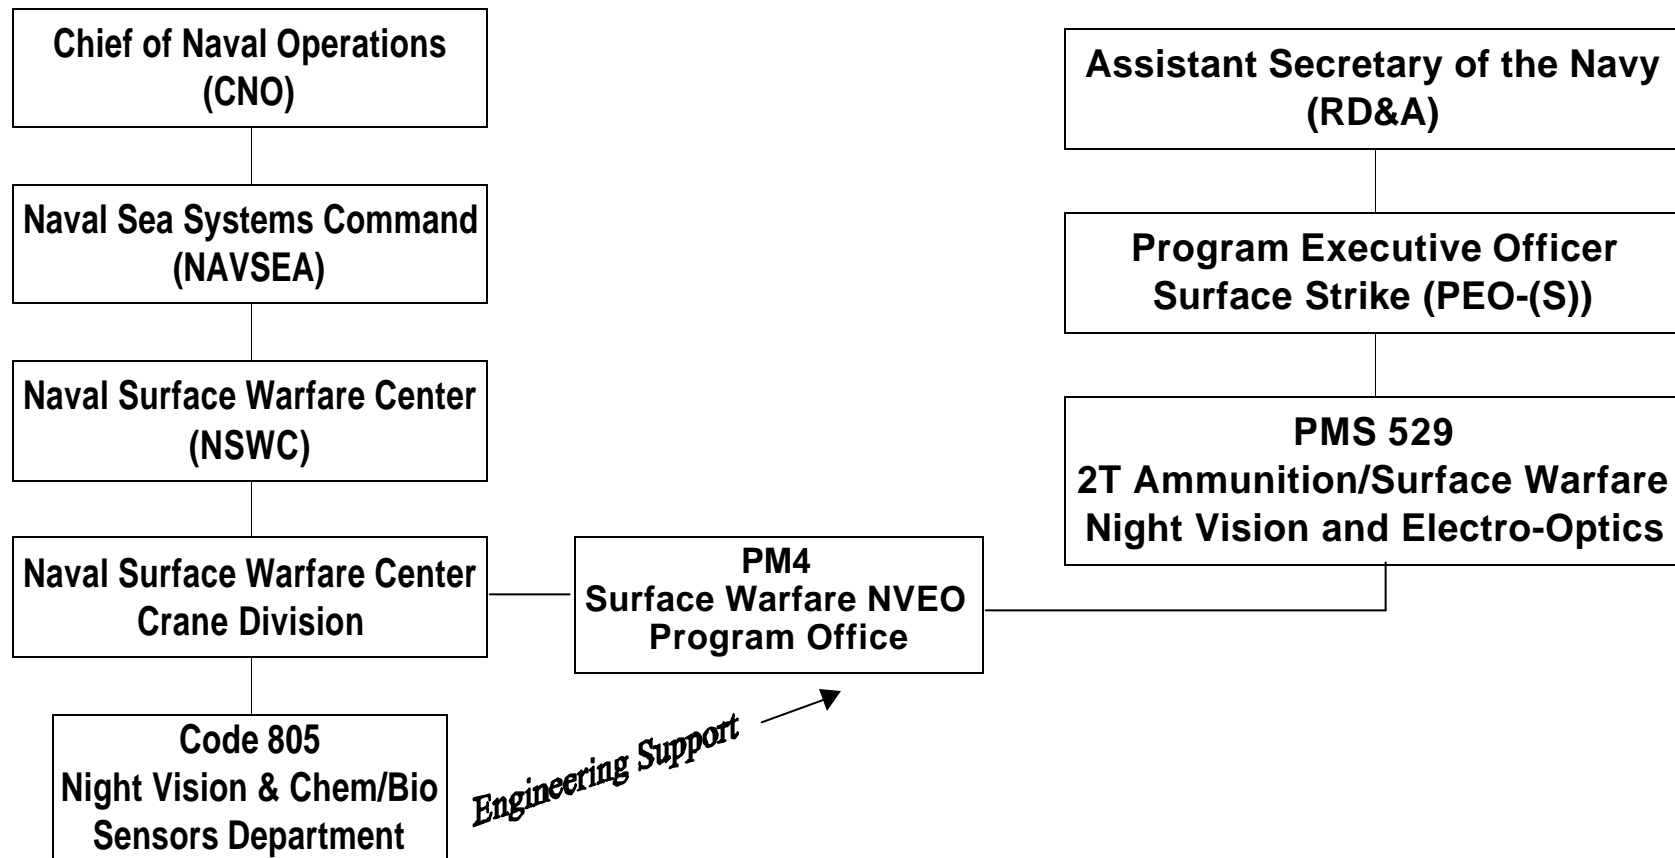 Chief of Naval Operations
(CNO)
Naval Sea Systems Command
(NAVSEA)
Naval Surface Warfare Center
(NSWC)
Naval Surface Warfare Center
Crane Division
Code 805
Night Vision & Chem/Bio
Sensors Department
Engineering Support
PM4
Surface Warfare NVEO
Program Office
Assistant Secretary of the Navy
(RD&A)
Program Executive Officer
Surface Strike (PEO-(S))
PMS 529
2T Ammunition/Surface Warfare
Night Vision and Electro-Optics